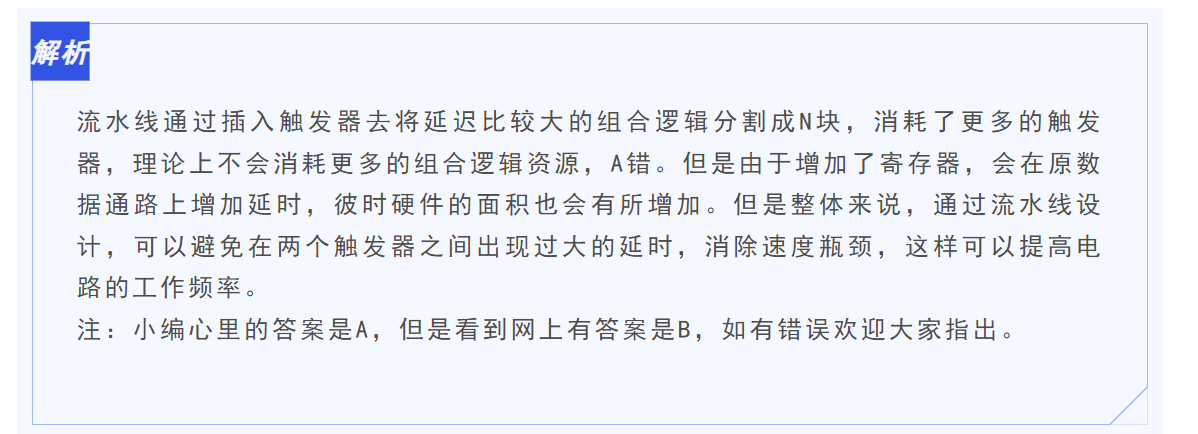 解析
流水线通过插入触发器去将延迟比较大的组合逻辑分割成N块，消耗了更多的触发
器，理论上不会消耗更多的组合逻辑资源，A错。但是由于增加了寄存器，会在原数
据通路上增加延时，彼时硬件的面积也会有所增加。但是整体来说，通过流水线设
计，可以避免在两个触发器之间出现过大的延时，消除速度瓶颈，这样可以提高电
路的工作频率。
注：小编心里的答案是A，但是看到网上有答案是B，如有错误欢迎大家指出。